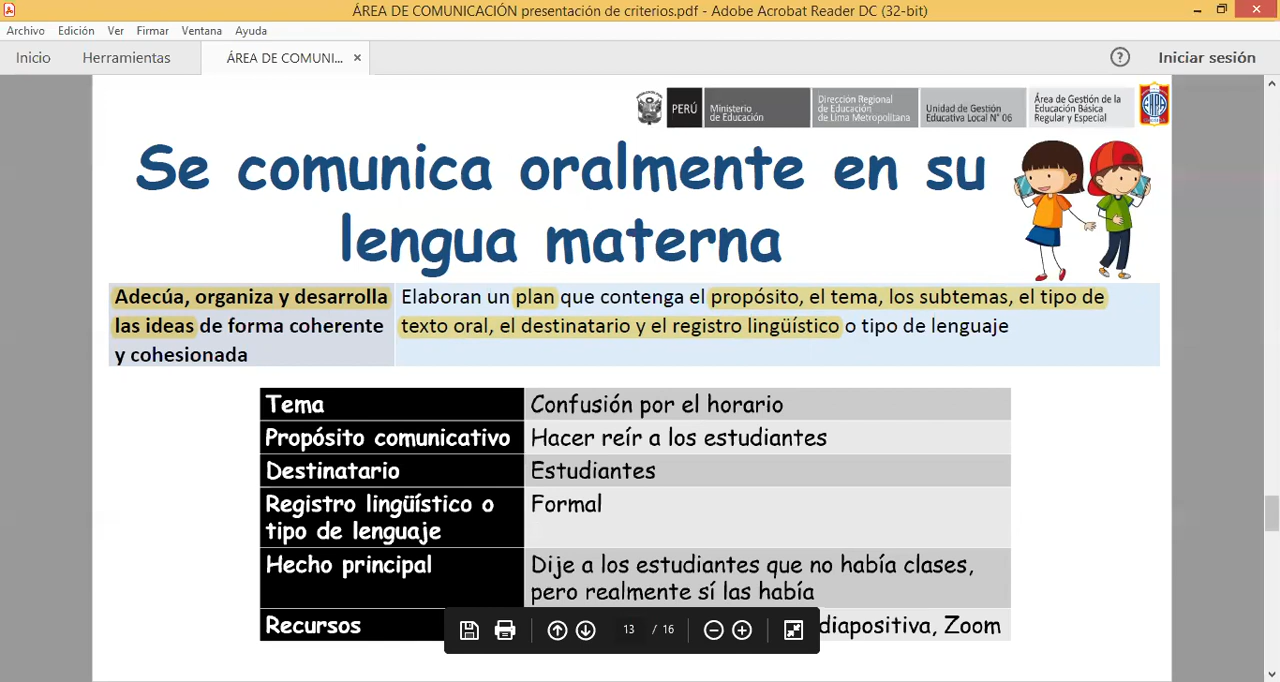 ÁREA DE COMUNICACIÓN presentación de criterios.pdf - Adobe Acrobat Reader DC (32-bit)
Archivo Edición Ver Firmar Ventana Ayuda
Inicio Herramientas ÁREA DE COMUNI... × ? Iniciar sesión
PERÚ
Ministerio
de Educación
Dirección Regional
de Educación
de Lima Metropolitana
Unidad de Gestión
Educativa Local N° 06
Área de Gestión de la
Educación Básica
Regular y Especial
Se comunica oralmente en su
lengua materna
Adecúa, organiza y desarrolla
las ideas de forma coherente
y cohesionada
Elaboran un plan que contenga el propósito, el tema, los subtemas, el tipo de
texto oral, el destinatario y el registro lingüístico o tipo de lenguaje
Tema Confusión por el horario
Propósito comunicativo Hacer reír a los estudiantes
Destinatario Estudiantes
Registro lingüístico o
tipo de lenguaje
Formal
Hecho principal
Dije a los estudiantes que no había clases,
pero realmente sí las había
Recursos diapositiva, Zoom
13 / 16